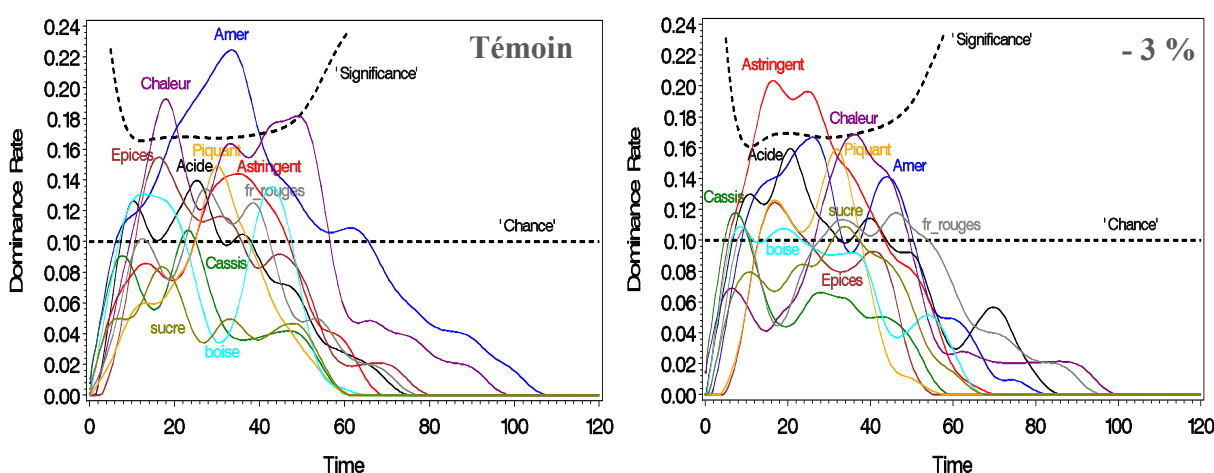 Témoin
Dominance Rate
0.24
0.22
0.20
0.18
0.16
0.14
0.12
0.10
0.08
0.06
0.04
0.02
0.00
Amer
'Significance'
Chaleur
Epices
Acide
Piquant
Astringent
fr_rouges
'Chance'
Cassis
sucre
boise
0 20 40 60 80 100 120
Time
- 3 %
Dominance Rate
0.24
0.22
0.20
0.18
0.16
0.14
0.12
0.10
0.08
0.06
0.04
0.02
0.00
'Significance'
Astringent
Chaleur
Acide
Piquant
Amer
Cassis
sucre
fr_rouges
'Chance'
boise
Epices
0 20 40 60 80 100 120
Time